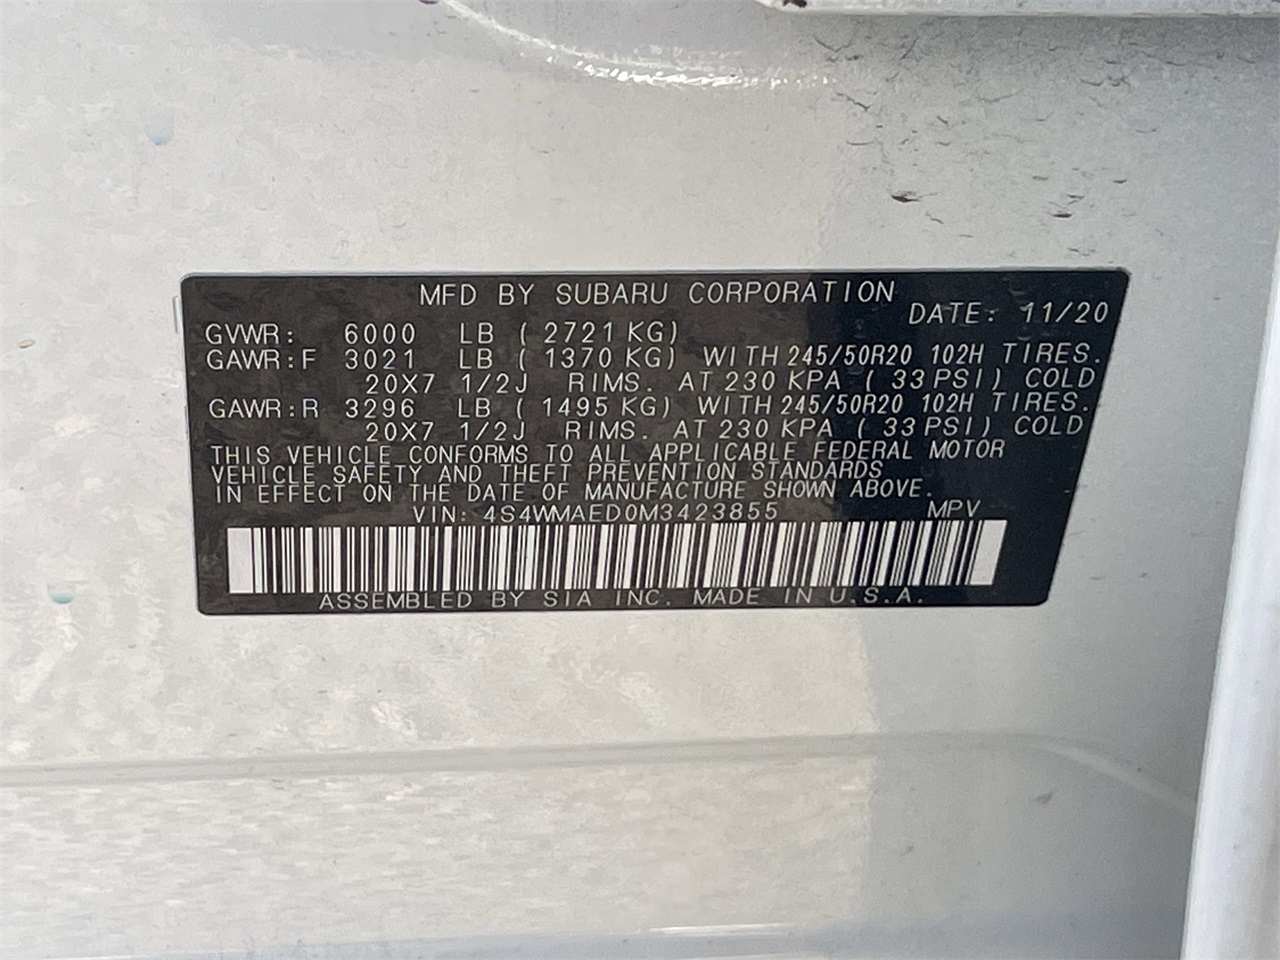 MFD BY SUBARU CORPORATION
DATE: 11/20
GVWR: 6000 LB ( 2721 KG)
GAWR:F 3021 LB ( 1370 KG) WITH 245/50R20 102H TIRES.
20X7 1/2J RIMS. AT 230 KPA ( 33 PSI) COLD
GAWR:R 3296 LB ( 1495 KG) WITH 245/50R20 102H TIRES.
20X7 1/2J RIMS. AT 230 KPA ( 33 PSI) COLD
THIS VEHICLE CONFORMS TO ALL APPLICABLE FEDERAL MOTOR
VEHICLE SAFETY AND THEFT PREVENTION STANDARDS
IN EFFECT ON THE DATE OF MANUFACTURE SHOWN ABOVE.
VIN: 4S4WMAED0M3423855 MPV
ASSEMBLED BY SIA INC. MADE IN U.S.A.